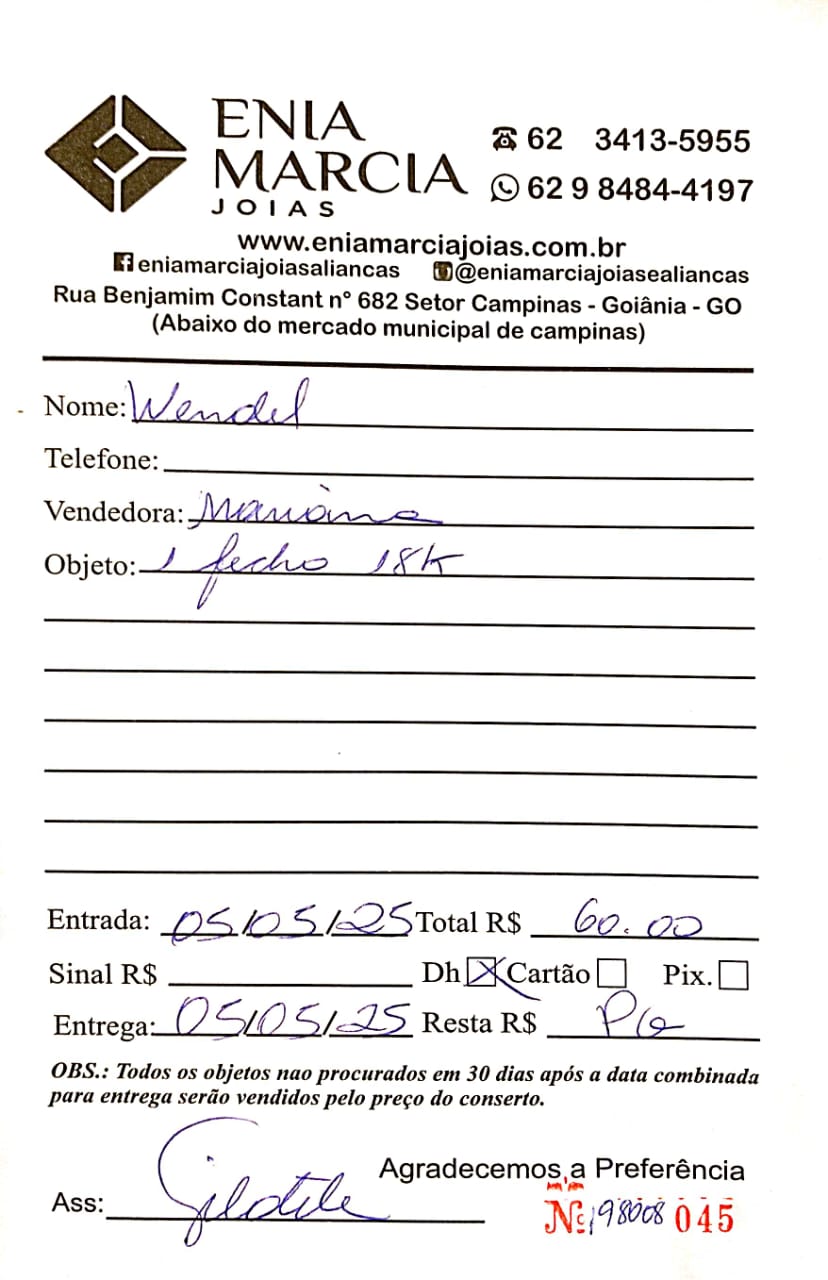 ENIA
MARCIA
JOIAS
62 3413-5955
62 9 8484-4197
www.eniamarciajoias.com.br
eniamarciajoiasaliancas @eniamarciajoiasealiancas
Rua Benjamim Constant n° 682 Setor Campinas - Goiânia - GO
(Abaixo do mercado municipal de campinas)
Nome: Wendel
Telefone:
Vendedora: Mariana
Objeto: 1 fecho 18K
Entrada: 05/05/25 Total R$ 60.00
Sinal R$ Dh X Cartão Pix.
Entrega: 05/05/25 Resta R$ PG
OBS.: Todos os objetos nao procurados em 30 dias após a data combinada
para entrega serão vendidos pelo preço do conserto.
Agradecemos a Preferência
Ass:
Nº 98008 045